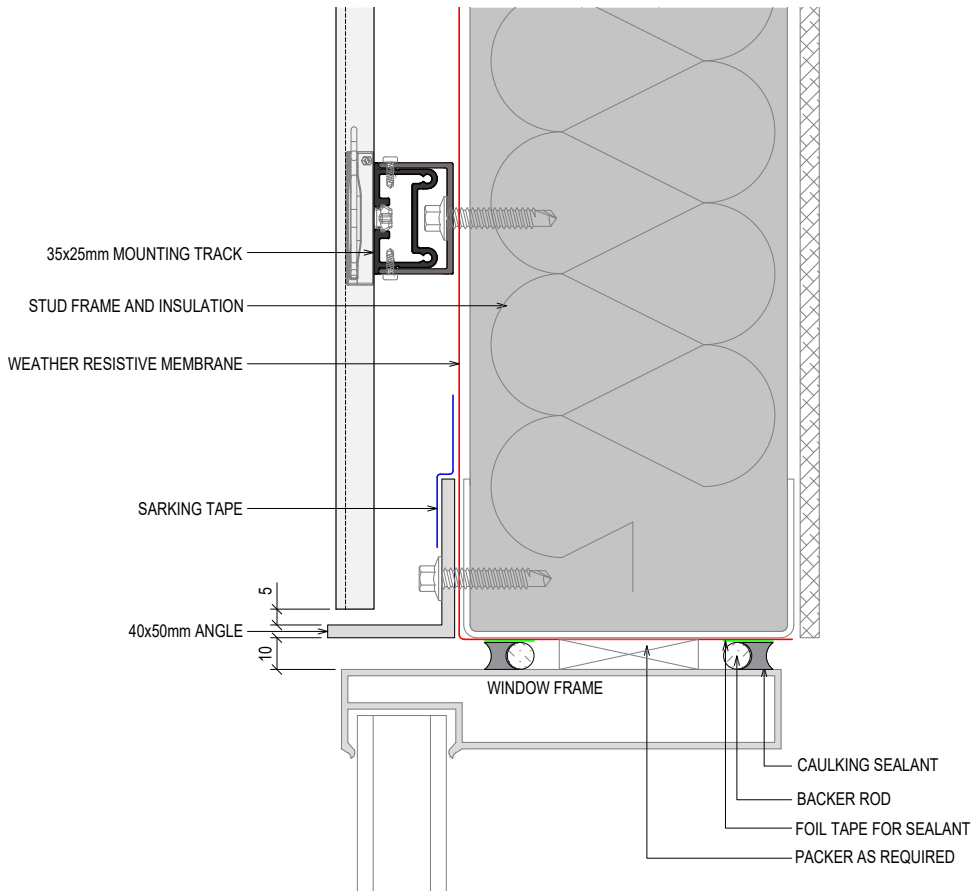 35x25mm MOUNTING TRACK
STUD FRAME AND INSULATION
WEATHER RESISTIVE MEMBRANE
SARKING TAPE
5
40x50mm ANGLE
10
WINDOW FRAME
CAULKING SEALANT
BACKER ROD
FOIL TAPE FOR SEALANT
PACKER AS REQUIRED